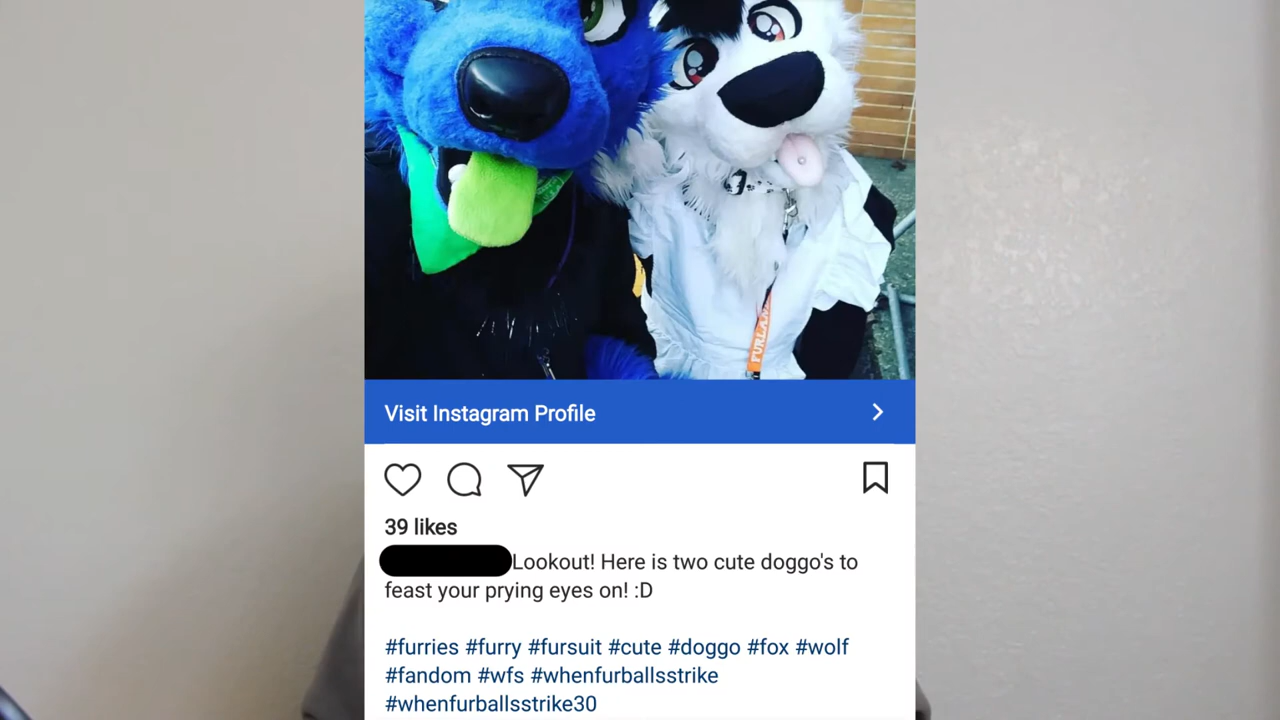 FURLAN
Visit Instagram Profile
39 likes
Lookout! Here is two cute doggo's to
feast your prying eyes on! :D
#furries #furry #fursuit #cute #doggo #fox #wolf
#fandom #wfs #whenfurballsstrike
#whenfurballsstrike30